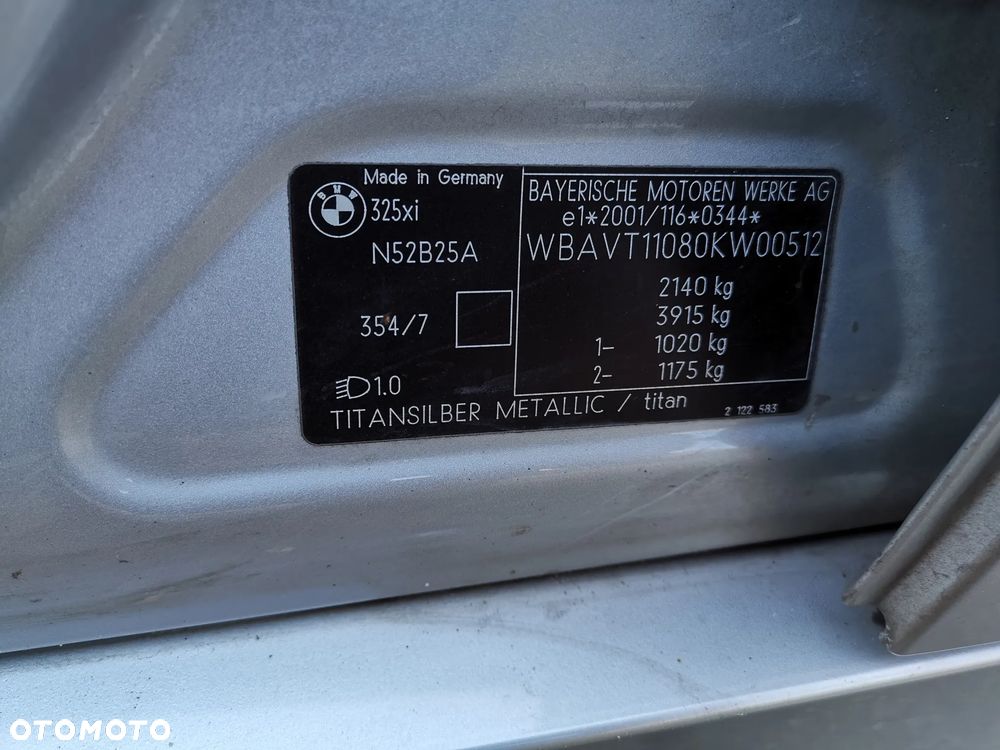 Made in Germany
BMW
325xi
N52B25A
354/7
1.0
BAYERISCHE MOTOREN WERKE AG
e1*2001/116*0344*
WBAVT11080KW00512
2140 kg
3915 kg
1- 1020 kg
2- 1175 kg
TITANSILBER METALLIC / titan
2 122 583
OTOMOTO